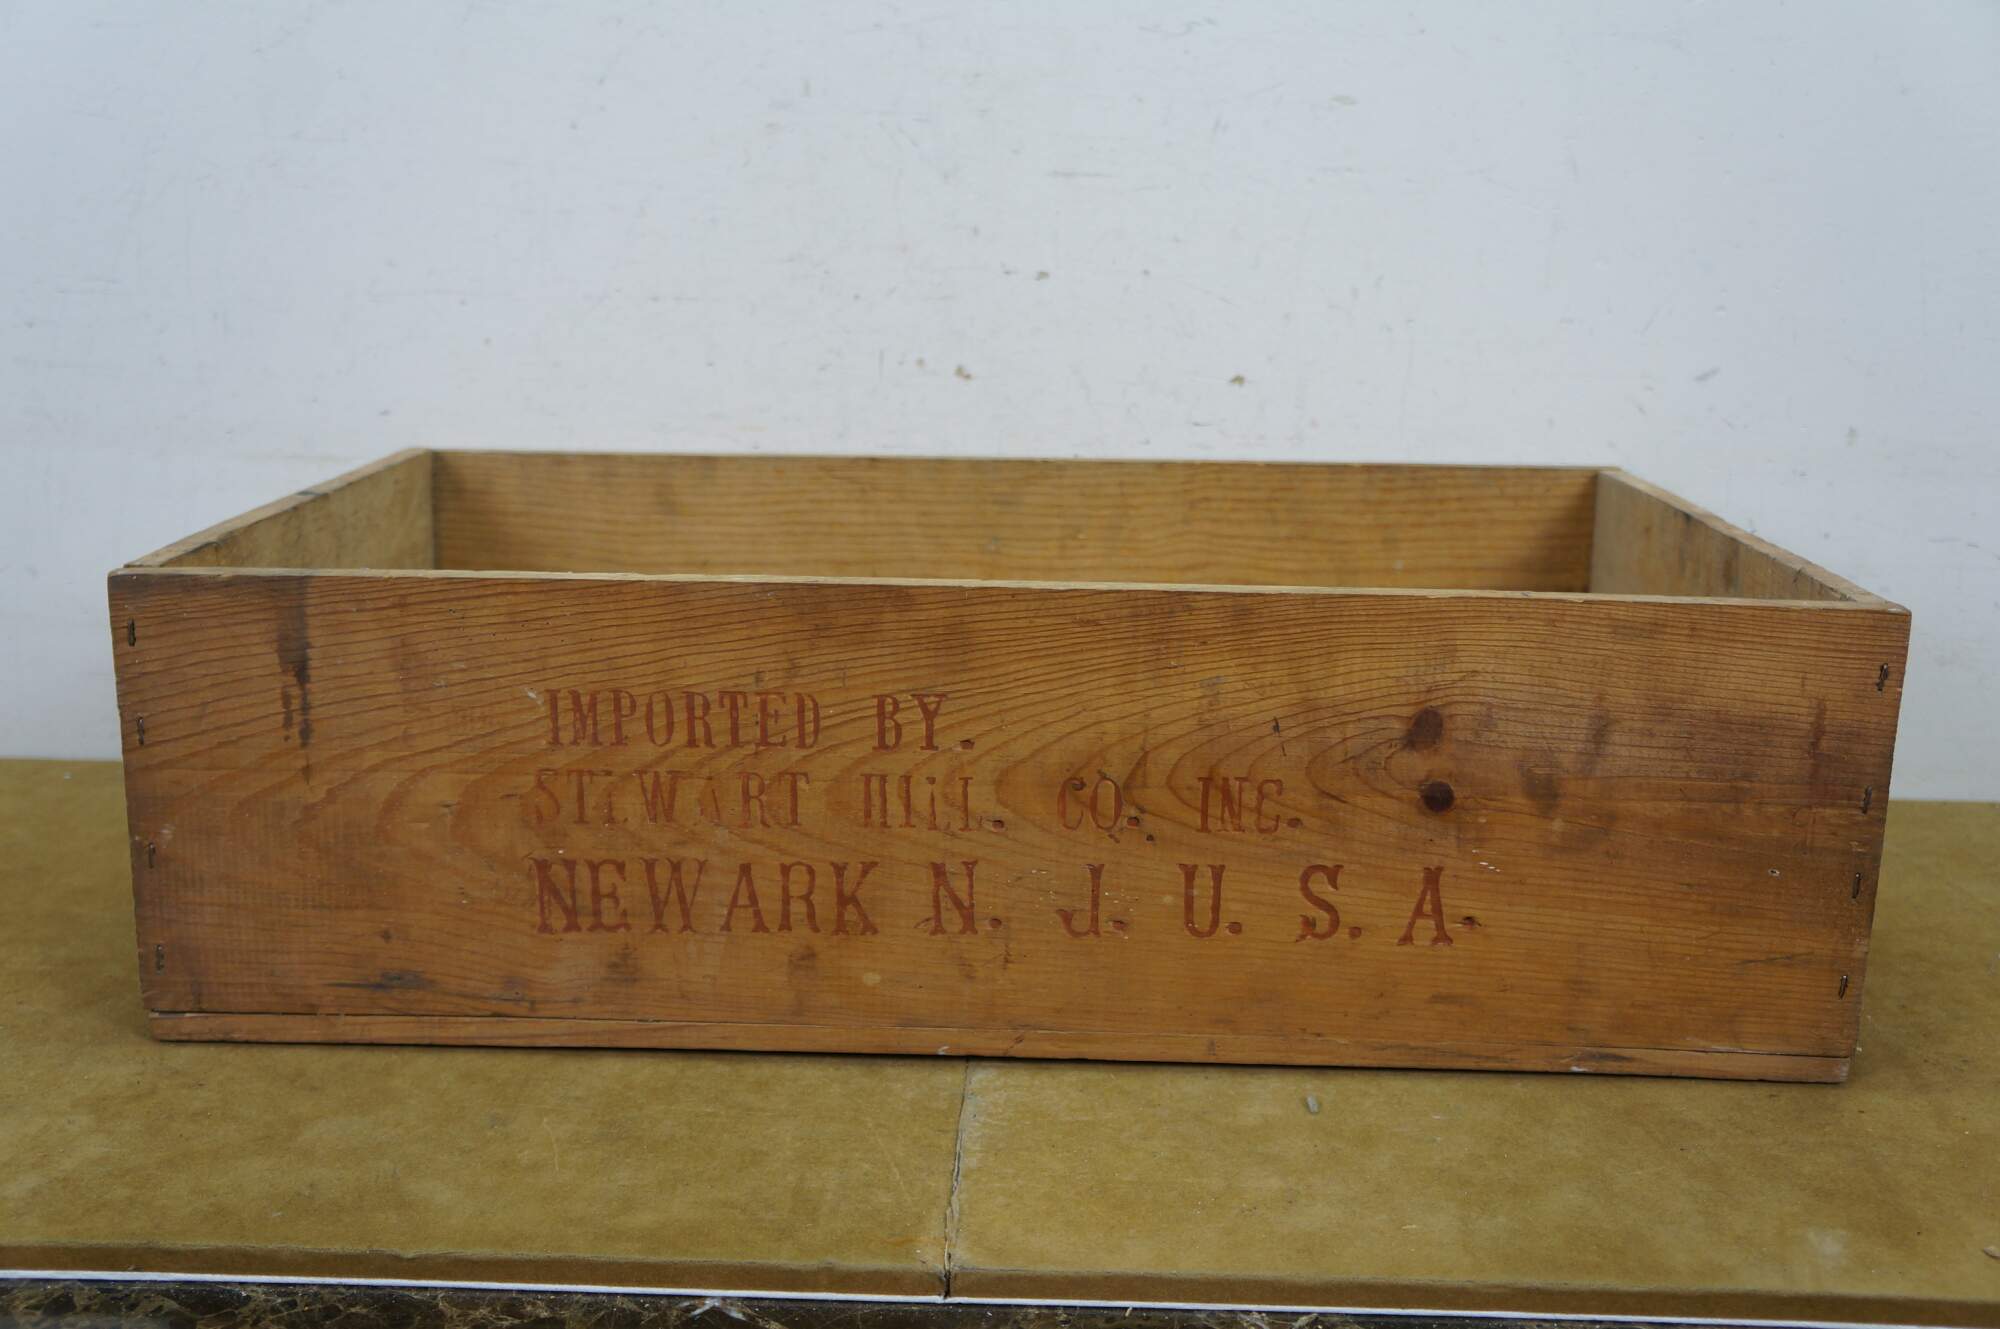 IMPORTED BY.
STEWART HILL. CO. INC.
NEWARK N. J. U. S. A.